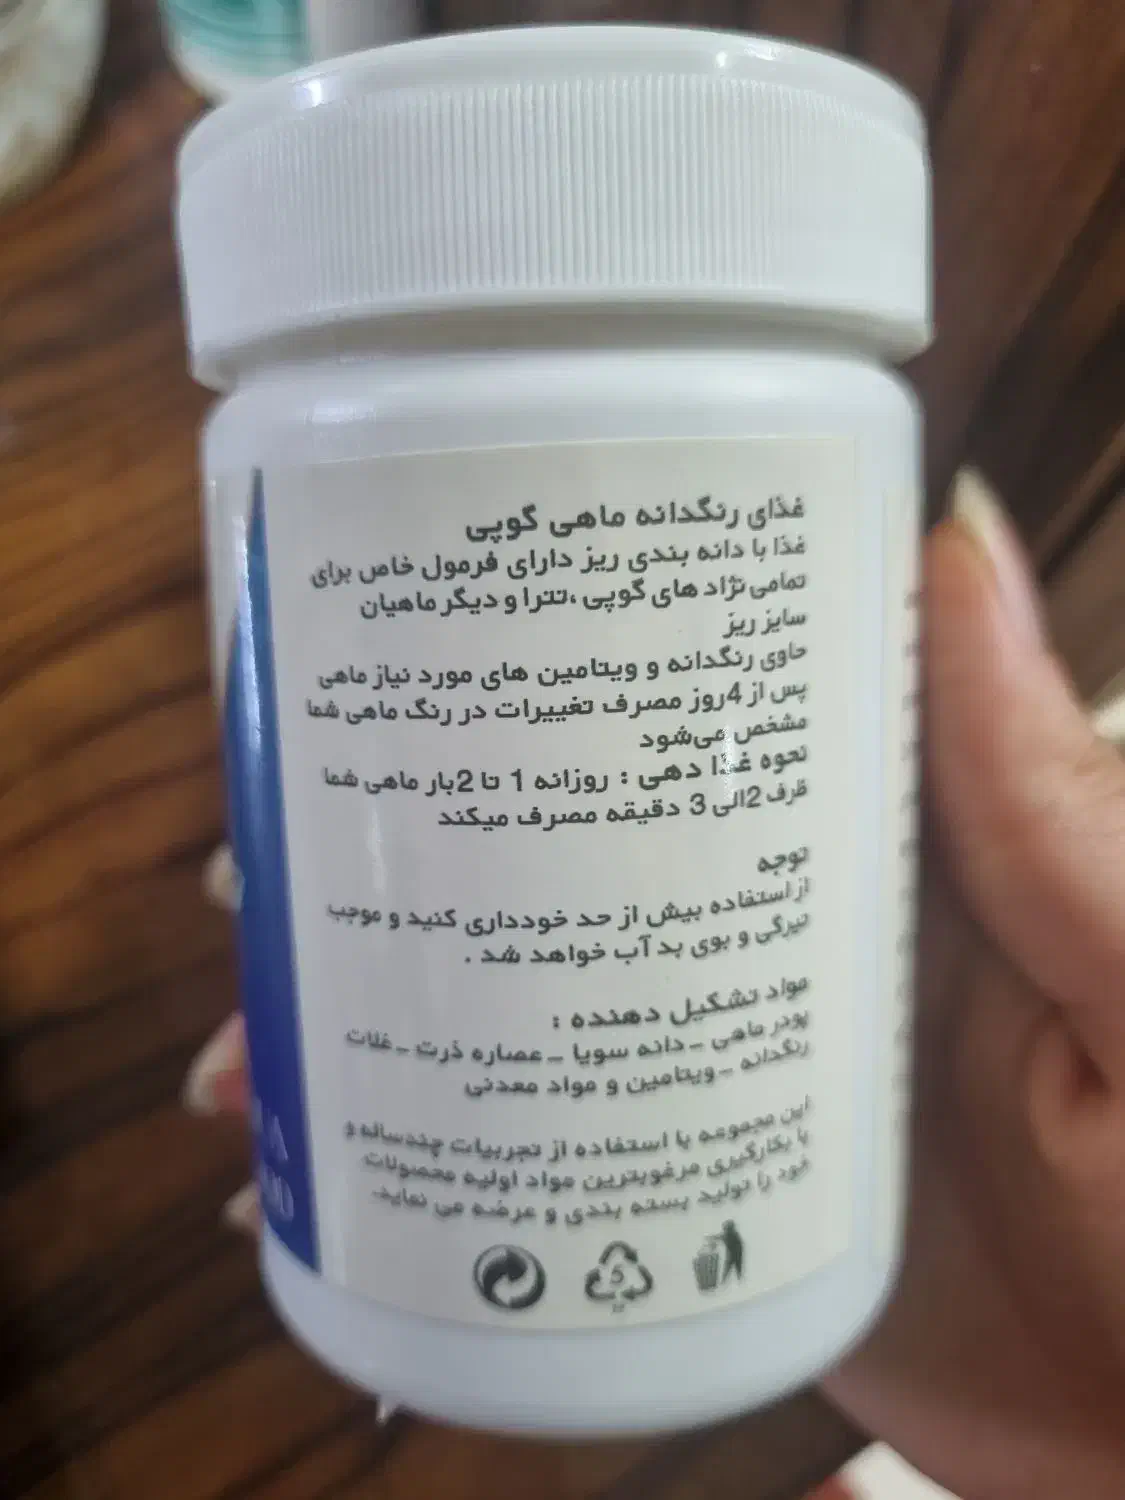 غذای رنگدانه ماهی گوپی
غذا با دانه بندی ریز دارای فرمول خاص برای
تمامی نژاد های گوپی ،تترا و دیگر ماهیان
سایز ریز
حاوی رنگدانه و ویتامین های مورد نیاز ماهی
پس از 4روز مصرف تغییرات در رنگ ماهی شما
مشخص می‌شود
نحوه غذا دهی : روزانه 1 تا 2بار ماهی شما
ظرف 2الی 3 دقیقه مصرف میکند
توجه
از استفاده بیش از حد خودداری کنید و موجب
تیرگی و بوی بد آب خواهد شد .
مواد تشکیل دهنده :
پودر ماهی - دانه سویا - عصاره ذرت - غلات
رنگدانه - ویتامین و مواد معدنی
این مجموعه با استفاده از تجربیات چندساله و
با بکارگیری مرغوبترین مواد اولیه محصولات
خود را تولید بسته بندی و عرضه می نماید.
5